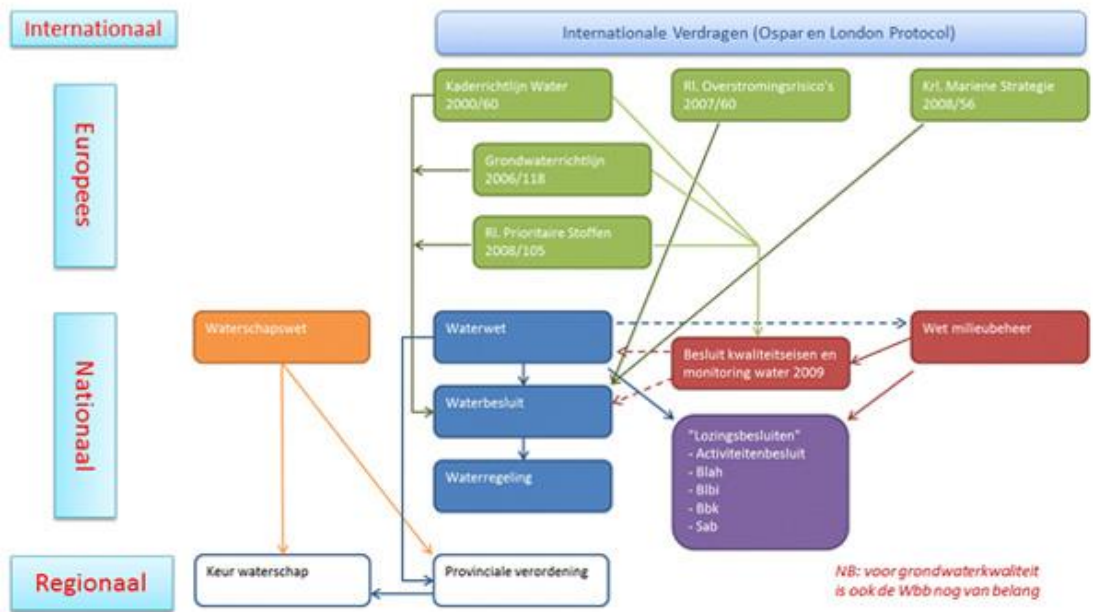 Internationaal
Internationale Verdragen (Ospar en London Protocol)
Europees
Kaderrichtlijn Water
2000/60
Rl. Overstromingsrisico's
2007/60
Krl. Mariene Strategie
2008/56
Grondwaterrichtlijn
2006/118
Rl. Prioritaire Stoffen
2008/105
Nationaal
Waterschapswet
Waterwet
Wet milieubeheer
Besluit kwaliteitseisen en
monitoring water 2009
Waterbesluit
"Lozingsbesluiten"
- Activiteitenbesluit
- Blah
- Blbi
- Bbk
- Sab
Waterregeling
Regionaal
Keur waterschap
Provinciale verordening
NB: voor grondwaterkwaliteit
is ook de Wbb nog van belang